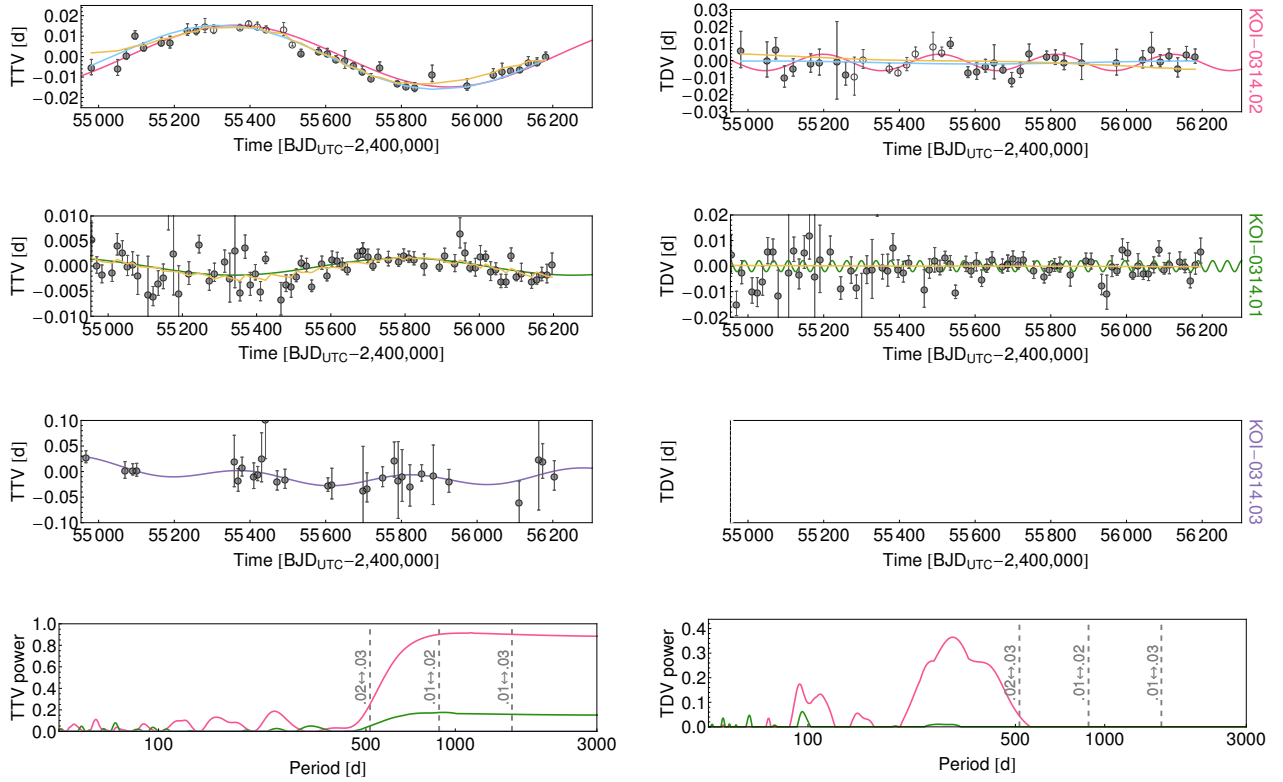 0.02
0.01
0.00
−0.01
−0.02
TTV [d]
55 000 55 200 55 400 55 600 55 800 56 000 56 200
Time [BJD_UTC−2,400,000]
0.03
0.02
0.01
0.00
−0.01
−0.02
−0.03
TDV [d]
55 000 55 200 55 400 55 600 55 800 56 000 56 200
Time [BJD_UTC−2,400,000]
KOI-0314.02
0.010
0.005
0.000
−0.005
−0.010
TTV [d]
55 000 55 200 55 400 55 600 55 800 56 000 56 200
Time [BJD_UTC−2,400,000]
0.02
0.01
0.00
−0.01
−0.02
TDV [d]
55 000 55 200 55 400 55 600 55 800 56 000 56 200
Time [BJD_UTC−2,400,000]
KOI-0314.01
0.10
0.05
0.00
−0.05
−0.10
TTV [d]
55 000 55 200 55 400 55 600 55 800 56 000 56 200
Time [BJD_UTC−2,400,000]
TDV [d]
55 000 55 200 55 400 55 600 55 800 56 000 56 200
Time [BJD_UTC−2,400,000]
KOI-0314.03
1.0
0.8
0.6
0.4
0.2
0.0
TTV power
.02↔.03
.01↔.02
.01↔.03
100 500 1000 3000
Period [d]
0.4
0.3
0.2
0.1
0.0
TDV power
.02↔.03
.01↔.02
.01↔.03
100 500 1000 3000
Period [d]